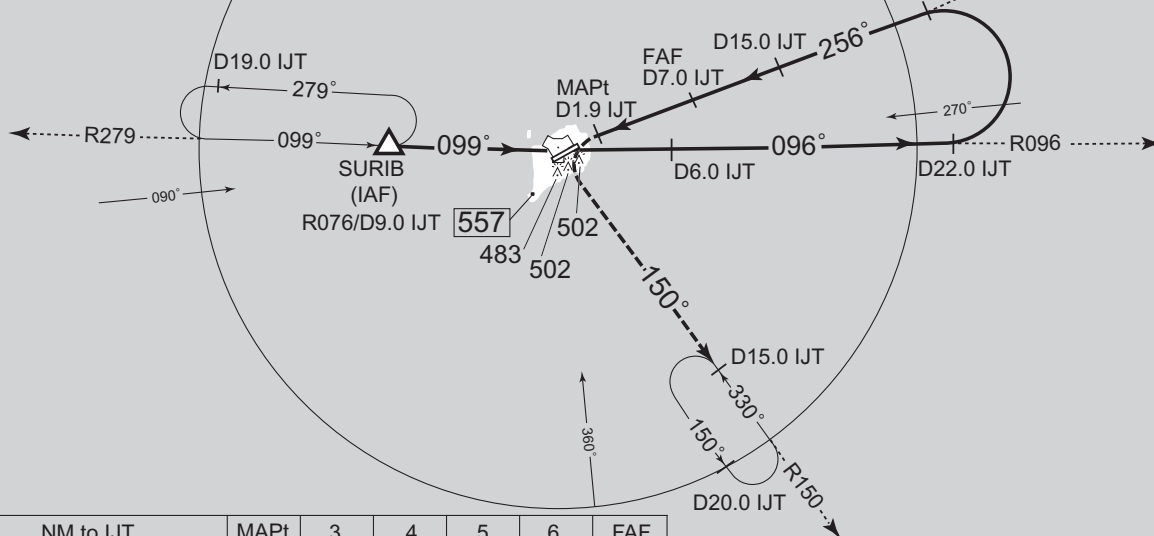 256°
D15.0 IJT
FAF
D7.0 IJT
D19.0 IJT
279°
MAPt
D1.9 IJT
270°
R279
099°
099°
096°
R096
SURIB
(IAF)
R076/D9.0 IJT
D6.0 IJT
D22.0 IJT
090°
557
502
483
502
150°
D15.0 IJT
330°
150°
360°
D20.0 IJT
R150
NM to IJT MAPt 3 4 5 6 FAF